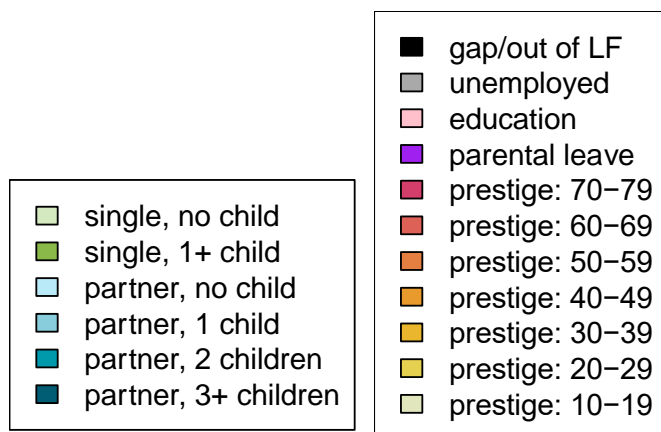 single, no child
single, 1+ child
partner, no child
partner, 1 child
partner, 2 children
partner, 3+ children
gap/out of LF
unemployed
education
parental leave
prestige: 70−79
prestige: 60−69
prestige: 50−59
prestige: 40−49
prestige: 30−39
prestige: 20−29
prestige: 10−19